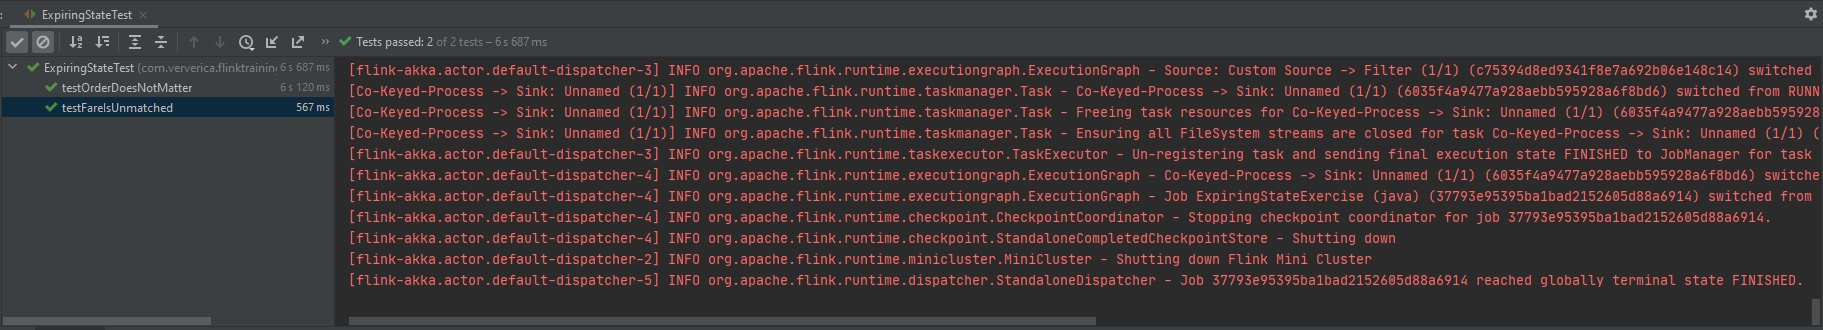 : ExpiringStateTest ×
» Tests passed: 2 of 2 tests – 6 s 687 ms
ExpiringStateTest (com.ververica.flinktraining 6 s 687 ms
testOrderDoesNotMatter 6 s 120 ms
testFareIsUnmatched 567 ms
[flink-akka.actor.default-dispatcher-3] INFO org.apache.flink.runtime.executiongraph.ExecutionGraph - Source: Custom Source -> Filter (1/1) (c75394d8ed9341f8e7a692b06e148c14) switched
[Co-Keyed-Process -> Sink: Unnamed (1/1)] INFO org.apache.flink.runtime.taskmanager.Task - Co-Keyed-Process -> Sink: Unnamed (1/1) (6035f4a9477a928aebb595928a6f8bd6) switched from RUNN
[Co-Keyed-Process -> Sink: Unnamed (1/1)] INFO org.apache.flink.runtime.taskmanager.Task - Freeing task resources for Co-Keyed-Process -> Sink: Unnamed (1/1) (6035f4a9477a928aebb595928
[Co-Keyed-Process -> Sink: Unnamed (1/1)] INFO org.apache.flink.runtime.taskmanager.Task - Ensuring all FileSystem streams are closed for task Co-Keyed-Process -> Sink: Unnamed (1/1) (
[flink-akka.actor.default-dispatcher-3] INFO org.apache.flink.runtime.taskexecutor.TaskExecutor - Un-registering task and sending final execution state FINISHED to JobManager for task
[flink-akka.actor.default-dispatcher-4] INFO org.apache.flink.runtime.executiongraph.ExecutionGraph - Co-Keyed-Process -> Sink: Unnamed (1/1) (6035f4a9477a928aebb595928a6f8bd6) switche
[flink-akka.actor.default-dispatcher-4] INFO org.apache.flink.runtime.executiongraph.ExecutionGraph - Job ExpiringStateExercise (java) (37793e95395ba1bad2152605d88a6914) switched from
[flink-akka.actor.default-dispatcher-4] INFO org.apache.flink.runtime.checkpoint.CheckpointCoordinator - Stopping checkpoint coordinator for job 37793e95395ba1bad2152605d88a6914.
[flink-akka.actor.default-dispatcher-4] INFO org.apache.flink.runtime.checkpoint.StandaloneCompletedCheckpointStore - Shutting down
[flink-akka.actor.default-dispatcher-2] INFO org.apache.flink.runtime.minicluster.MiniCluster - Shutting down Flink Mini Cluster
[flink-akka.actor.default-dispatcher-5] INFO org.apache.flink.runtime.dispatcher.StandaloneDispatcher - Job 37793e95395ba1bad2152605d88a6914 reached globally terminal state FINISHED.